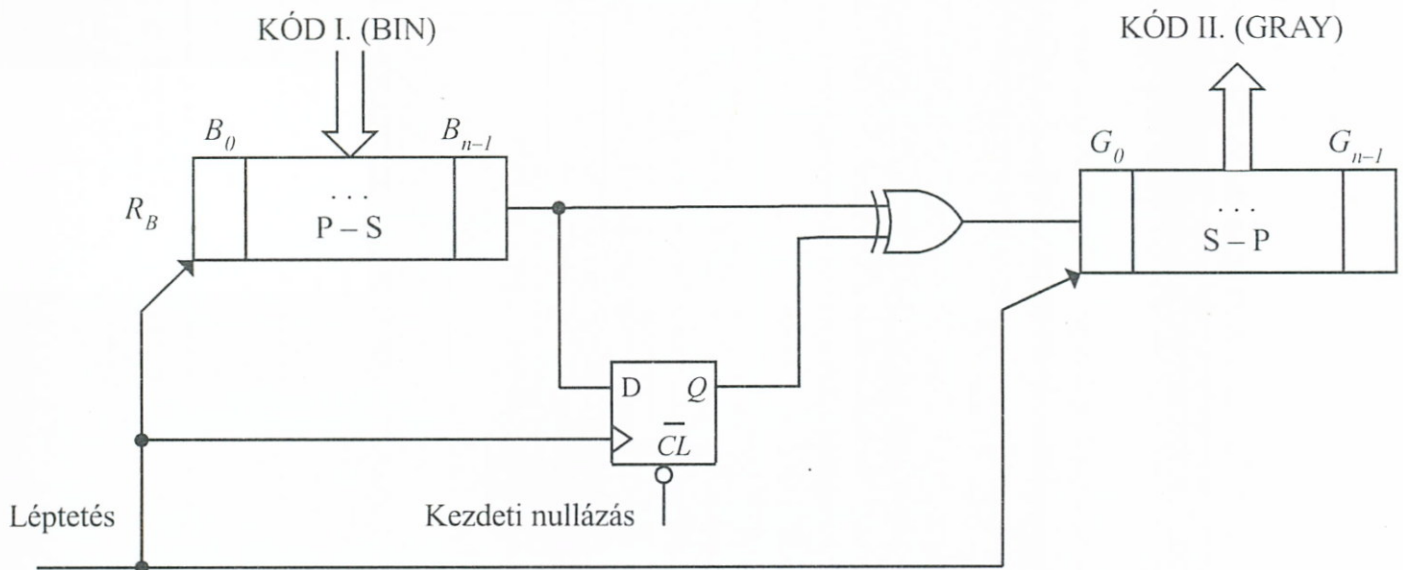 KÓD I. (BIN)
KÓD II. (GRAY)
B0
Bn–1
G0
Gn–1
RB
. . .
P – S
. . .
S – P
D
Q
CL
Léptetés
Kezdeti nullázás